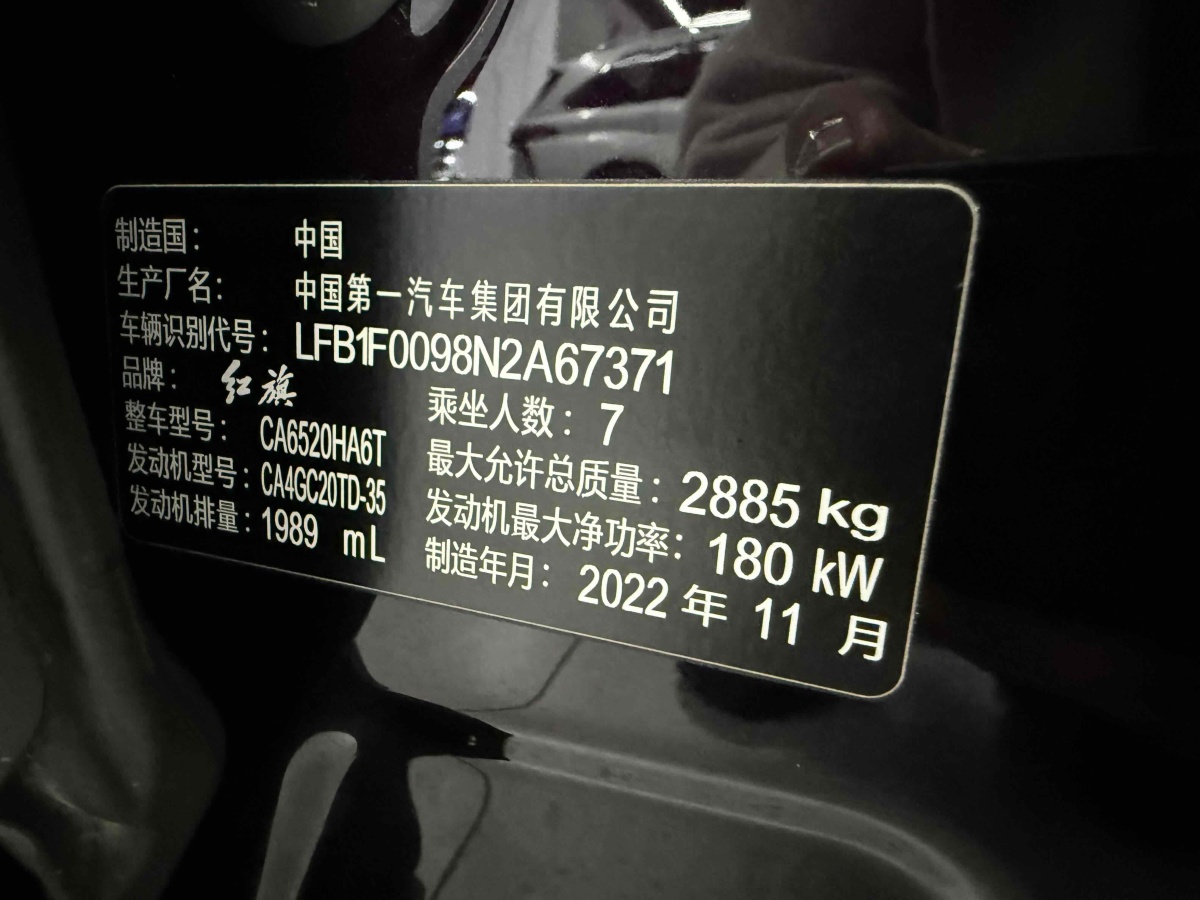 制造国： 中国
生产厂名： 中国第一汽车集团有限公司
车辆识别代号： LFB1F0098N2A67371
品牌： 红旗 乘坐人数： 7
整车型号： CA6520HA6T 最大允许总质量： 2885 kg
发动机型号： CA4GC20TD-35 发动机最大净功率： 180 kW
发动机排量： 1989 mL 制造年月： 2022 年 11 月